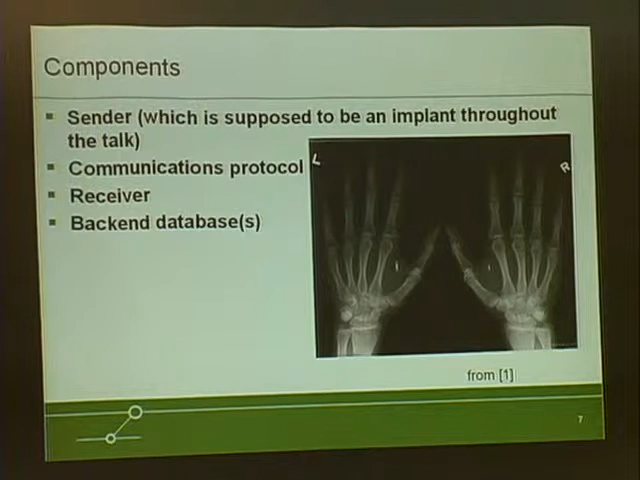 Components
Sender (which is supposed to be an implant throughout
the talk)
Communications protocol
Receiver
Backend database(s)
L
R
from [1]
7